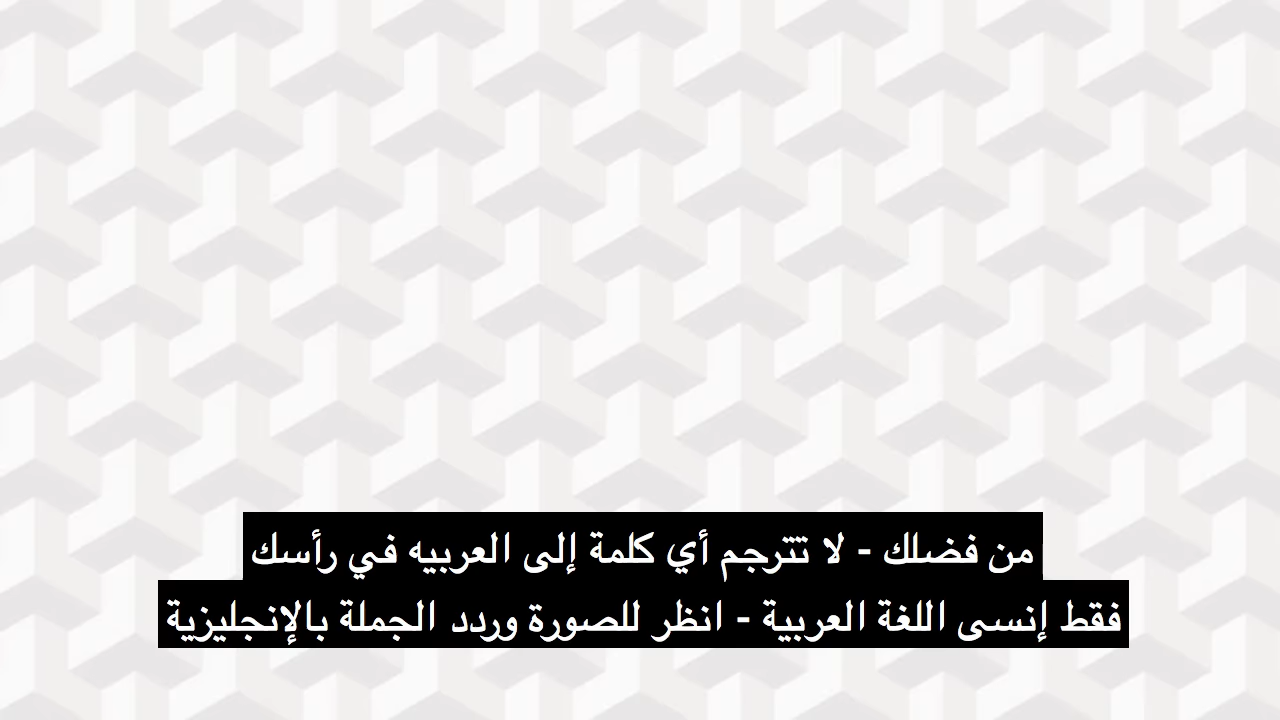 من فضلك - لا تترجم أي كلمة إلى العربيه في رأسك
فقط إنسى اللغة العربية - انظر للصورة وردد الجملة بالإنجليزية